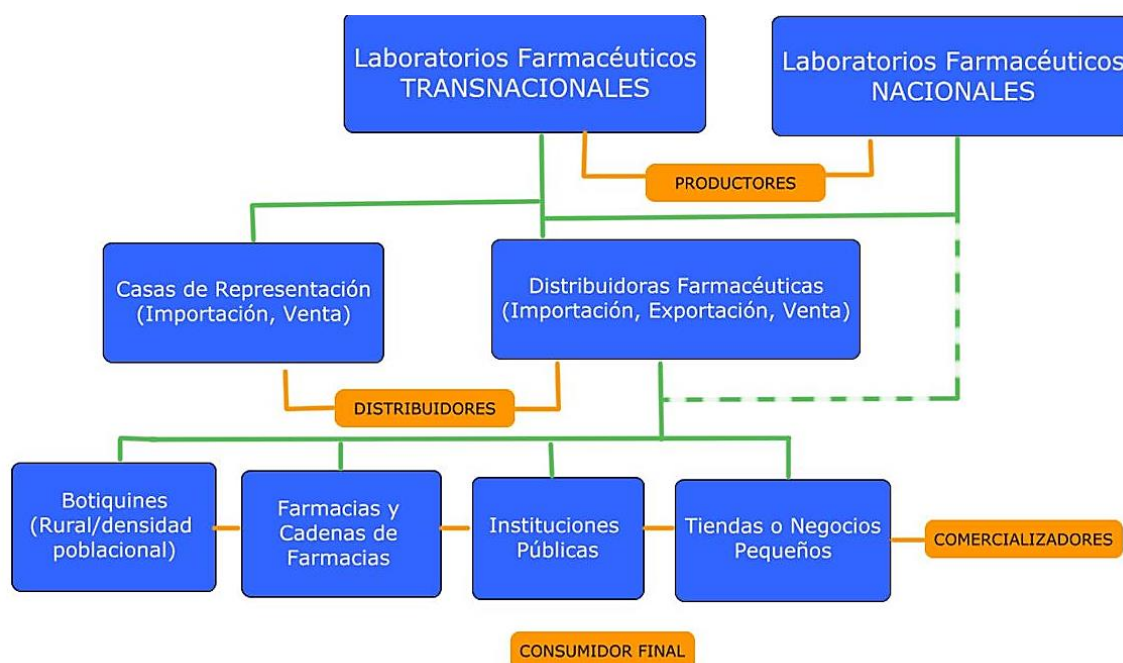 Laboratorios Farmacéuticos
TRANSNACIONALES
Laboratorios Farmacéuticos
NACIONALES
PRODUCTORES
Casas de Representación
(Importación, Venta)
Distribuidoras Farmacéuticas
(Importación, Exportación, Venta)
DISTRIBUIDORES
Botiquines
(Rural/densidad
poblacional)
Farmacias y
Cadenas de
Farmacias
Instituciones
Públicas
Tiendas o Negocios
Pequeños
COMERCIALIZADORES
CONSUMIDOR FINAL